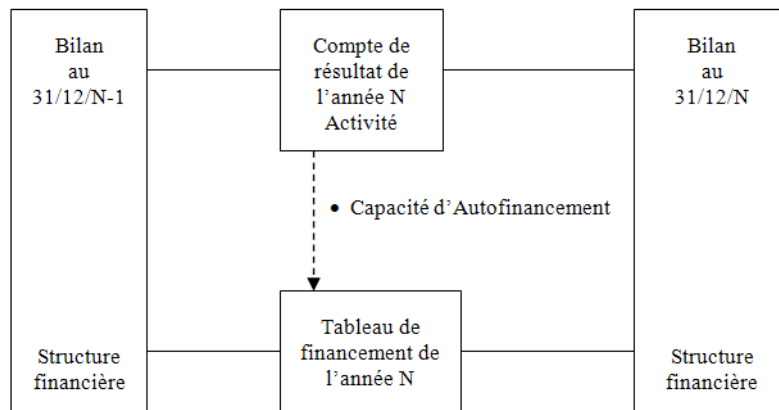 Bilan
au
31/12/N-1
Compte de
résultat de
l’année N
Activité
Bilan
au
31/12/N
• Capacité d’Autofinancement
Structure
financière
Tableau de
financement de
l’année N
Structure
financière